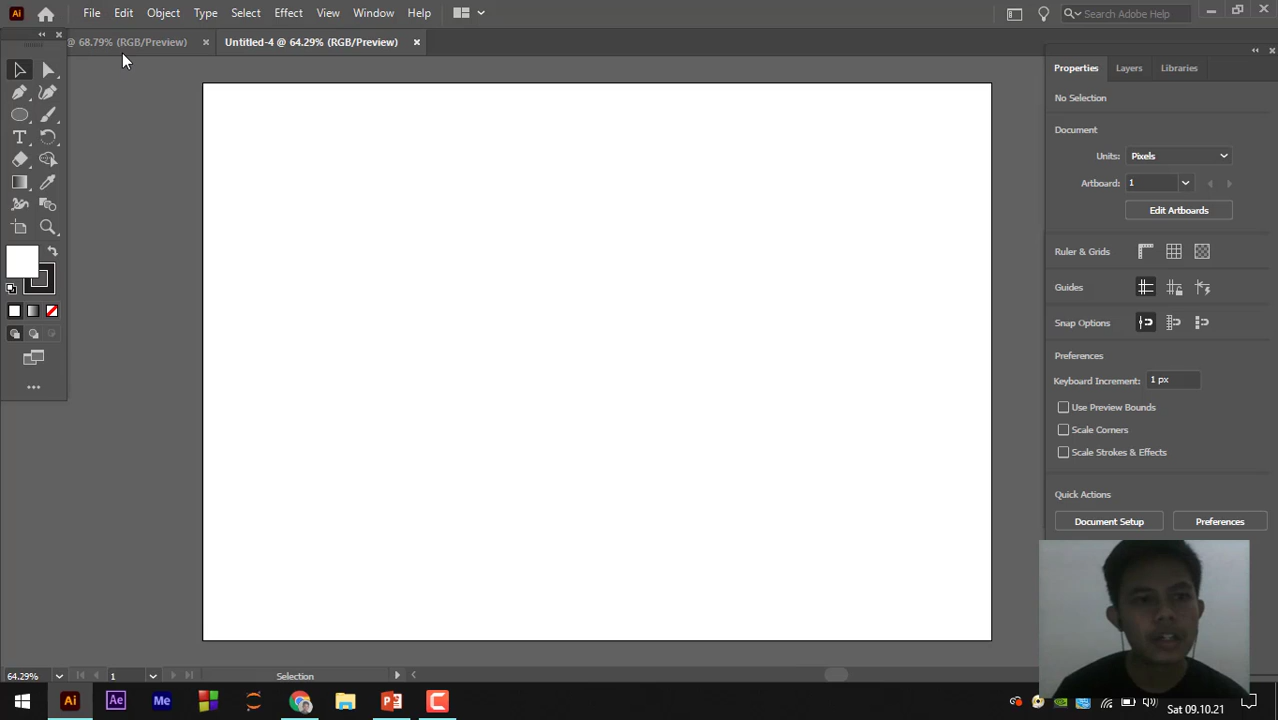 Ai File Edit Object Type Select Effect View Window Help Search Adobe Help
@ 68.79% (RGB/Preview) × Untitled-4 @ 64.29% (RGB/Preview) ×
Properties Layers Libraries
No Selection
Document
Units: Pixels
Artboard: 1
Edit Artboards
Ruler & Grids
Guides
Snap Options
Preferences
Keyboard Increment: 1 px
Use Preview Bounds
Scale Corners
Scale Strokes & Effects
Quick Actions
Document Setup Preferences
T
64.29% 1 Selection
Ai Ae Me
Sat 09.10.21